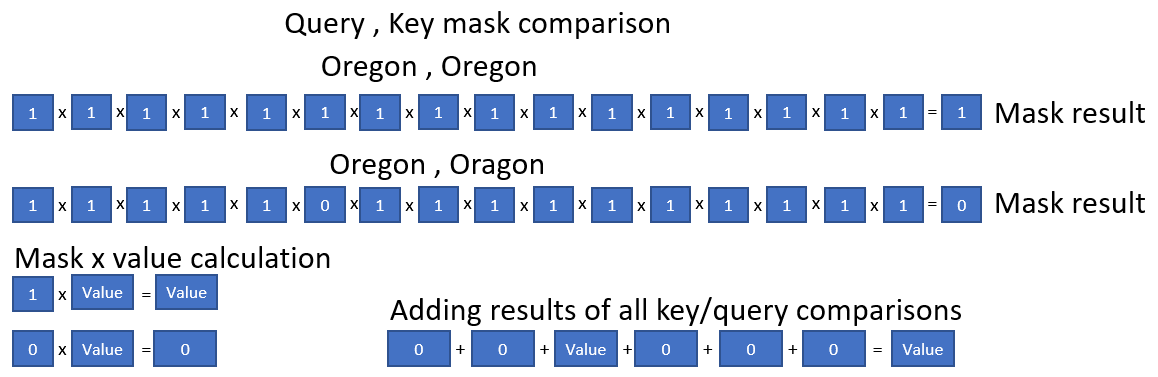 Query , Key mask comparison
Oregon , Oregon
1 x 1 x 1 x 1 x 1 x 1 x 1 x 1 x 1 x 1 x 1 x 1 x 1 x 1 x 1 x 1 = 1 Mask result
Oregon , Oragon
1 x 1 x 1 x 1 x 1 x 0 x 1 x 1 x 1 x 1 x 1 x 1 x 1 x 1 x 1 x 1 = 0 Mask result
Mask x value calculation
1 x Value = Value
0 x Value = 0
Adding results of all key/query comparisons
0 + 0 + Value + 0 + 0 + 0 = Value